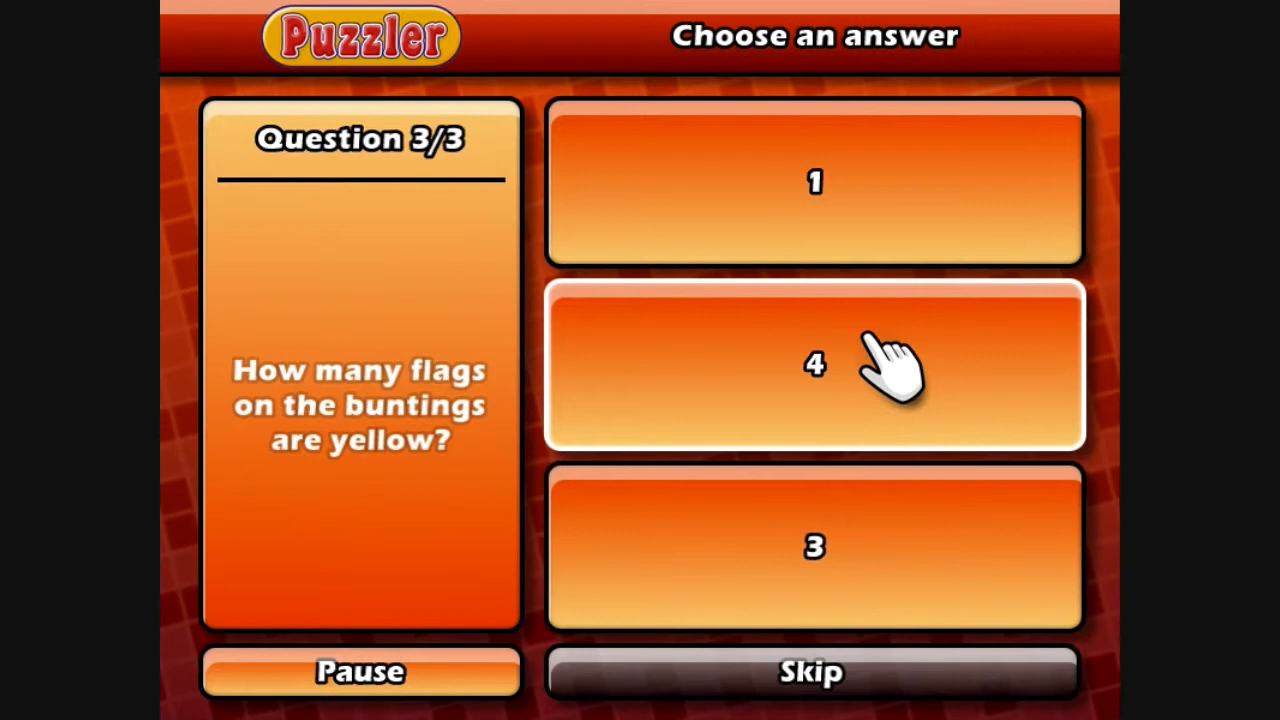 Puzzler
Choose an answer
Question 3/3
How many flags
on the buntings
are yellow?
1
4
3
Pause
Skip